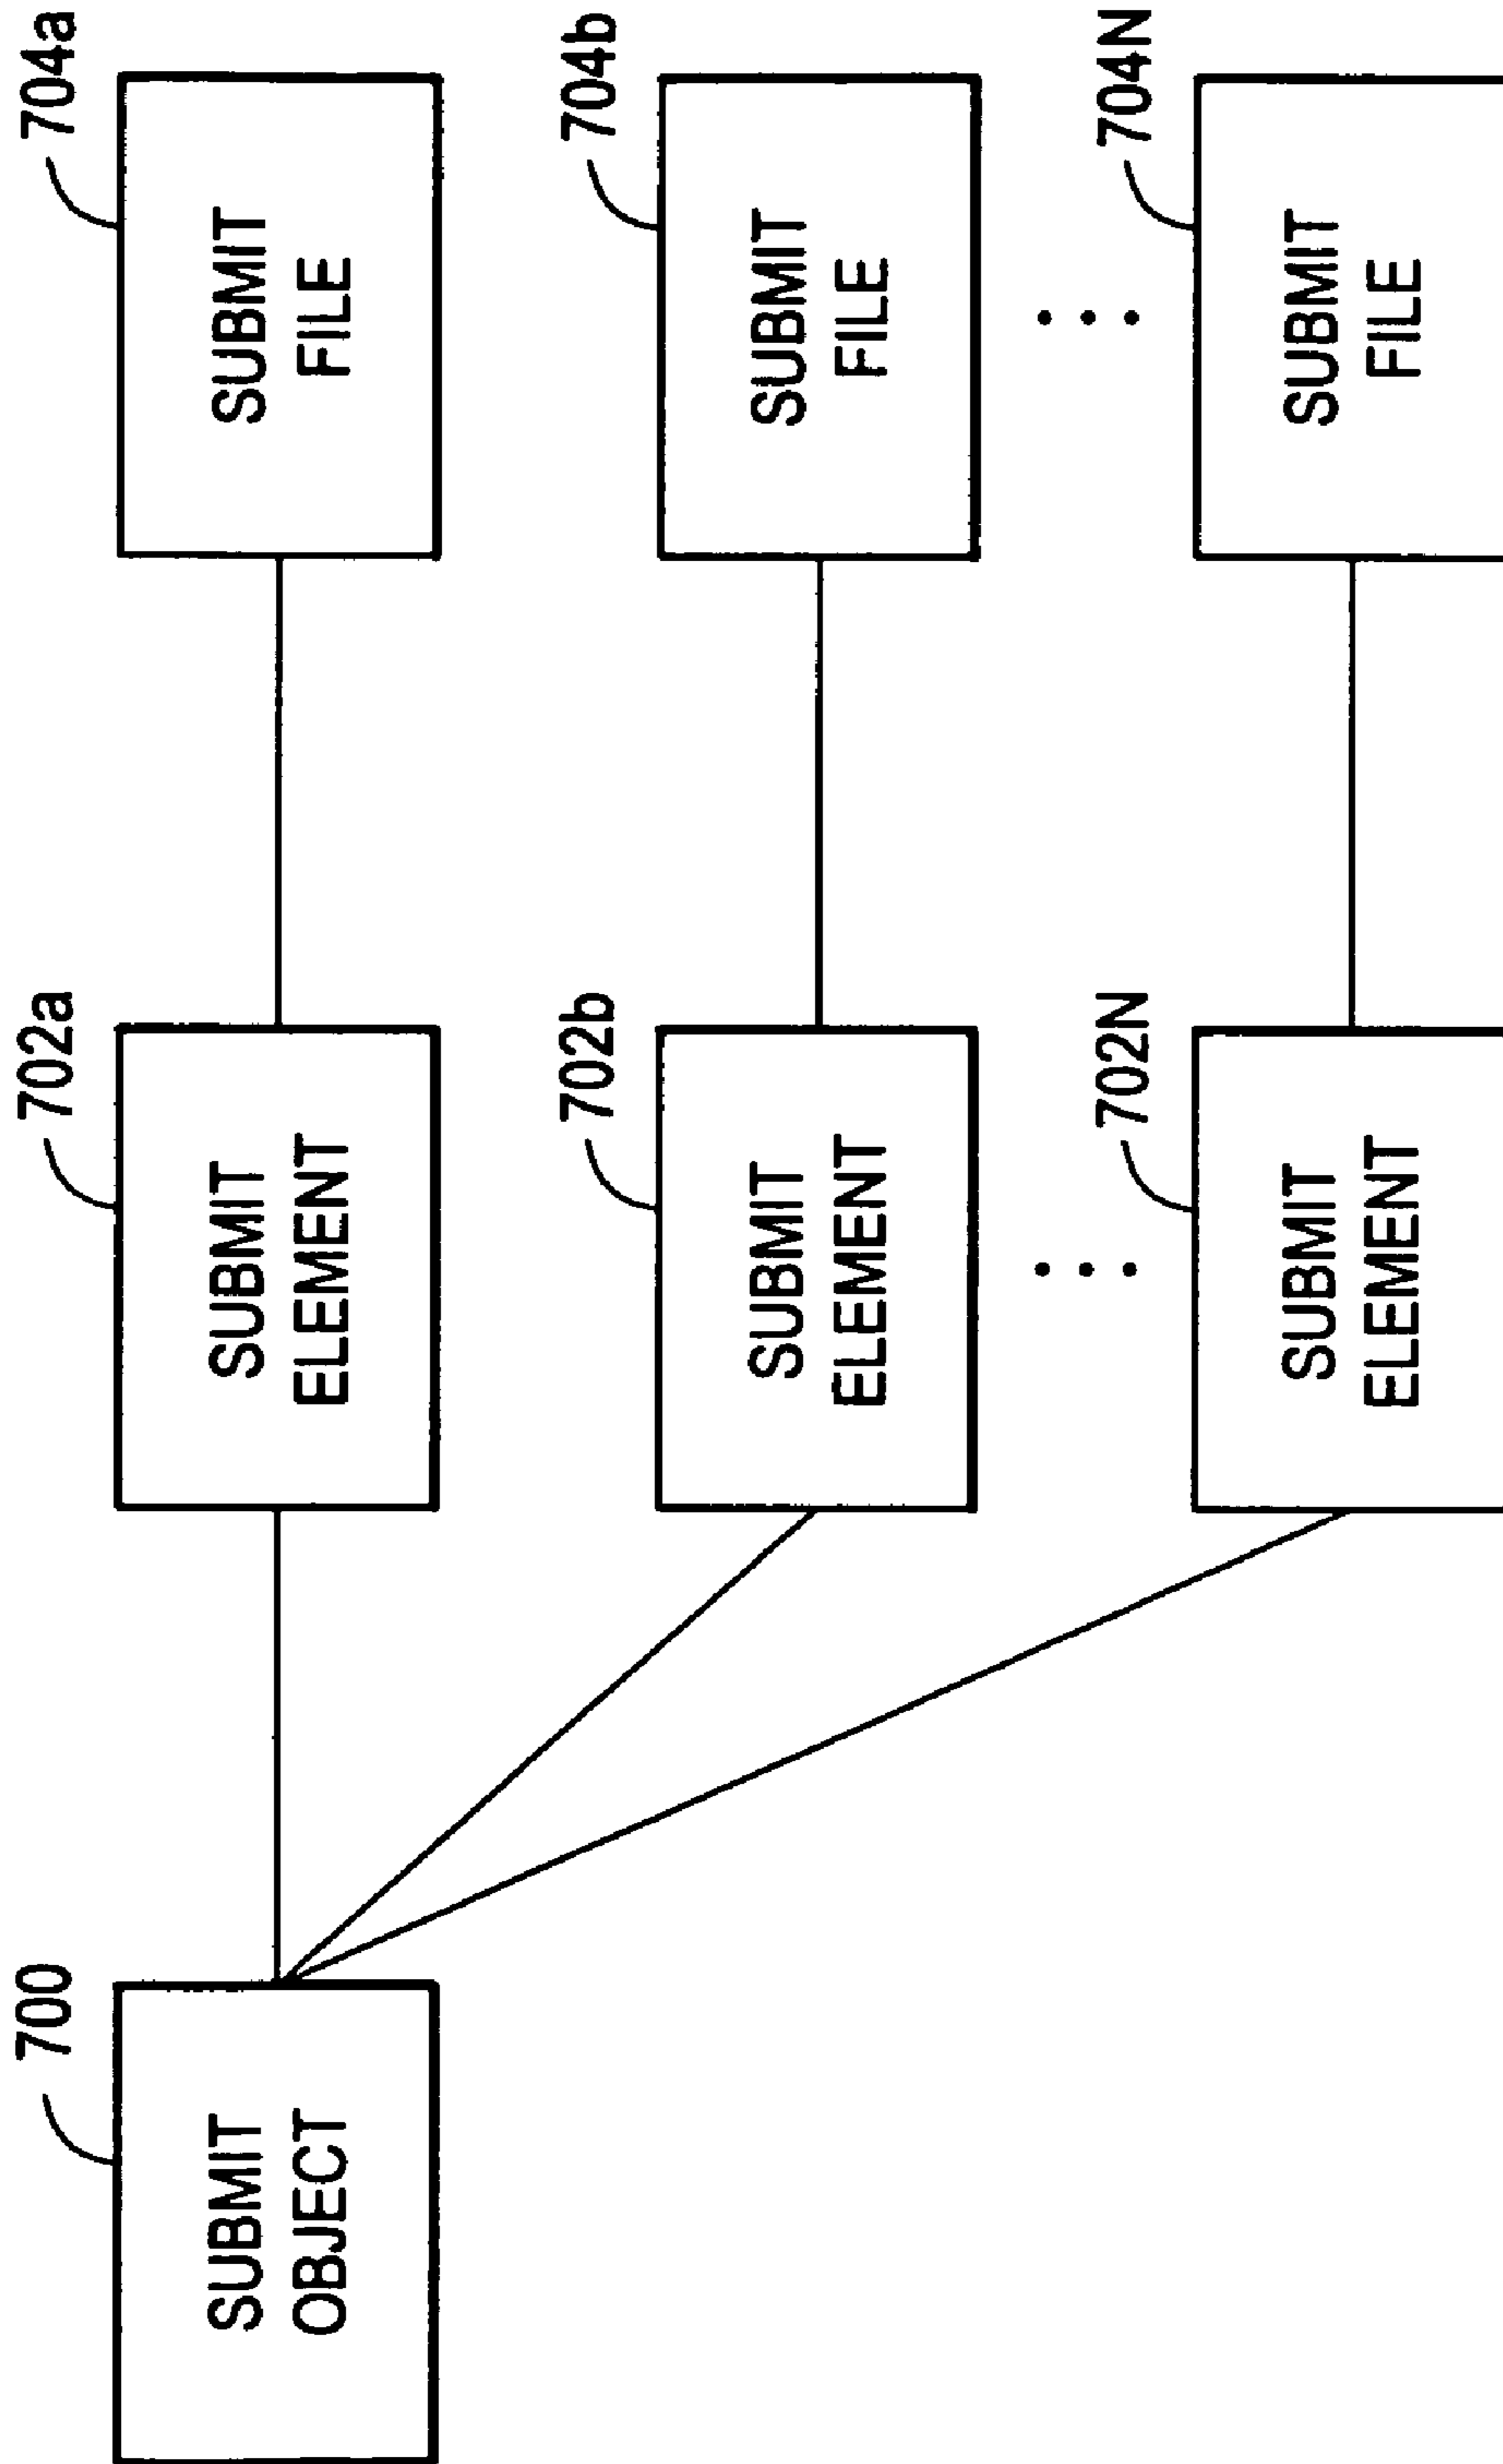 700
SUBMIT
OBJECT
702a
SUBMIT
ELEMENT
704a
SUBMIT
FILE
702b
SUBMIT
ELEMENT
704b
SUBMIT
FILE
702N
SUBMIT
ELEMENT
704N
SUBMIT
FILE